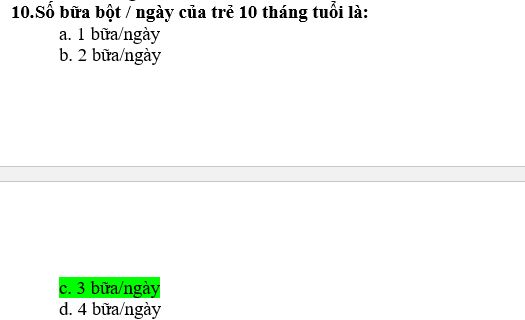 10.Số bữa bột / ngày của trẻ 10 tháng tuổi là:
a. 1 bữa/ngày
b. 2 bữa/ngày
c. 3 bữa/ngày
d. 4 bữa/ngày